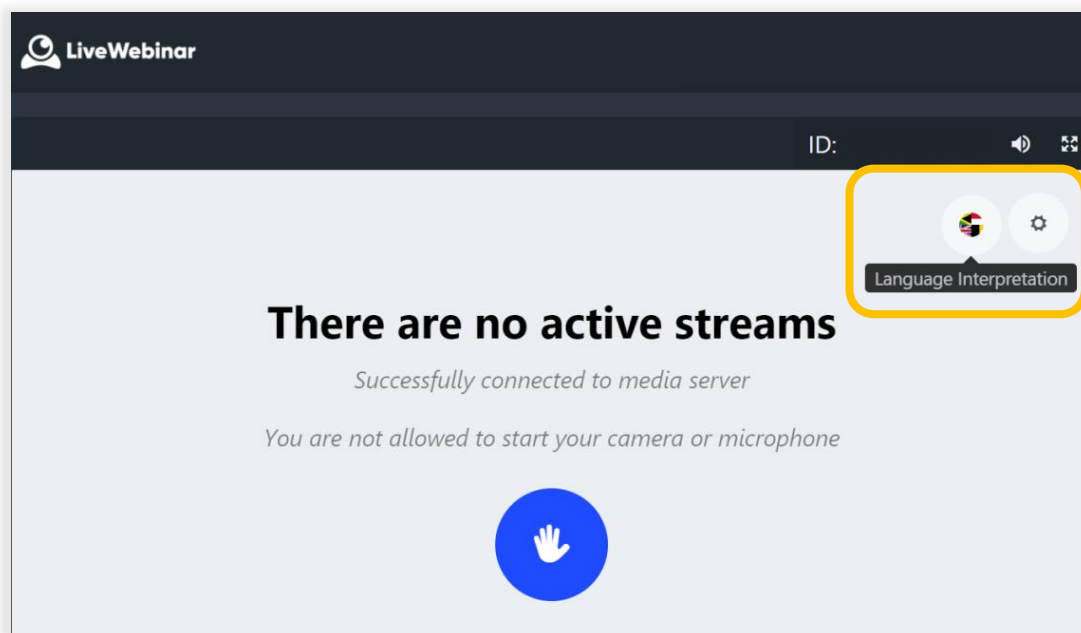 LiveWebinar
ID:
Language Interpretation
There are no active streams
Successfully connected to media server
You are not allowed to start your camera or microphone